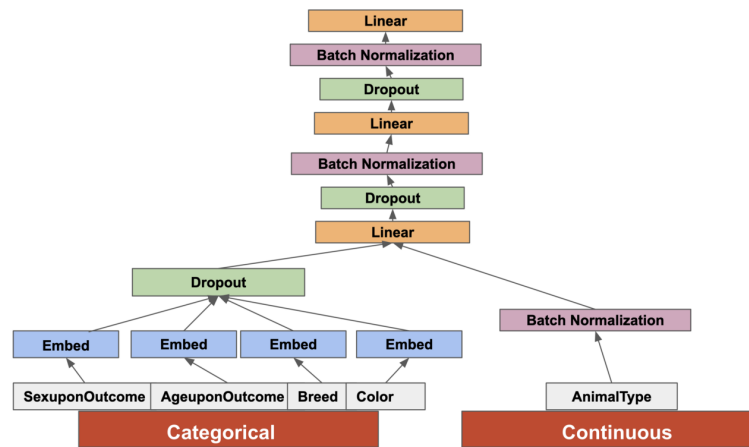 Linear
Batch Normalization
Dropout
Linear
Batch Normalization
Dropout
Linear
Dropout
Batch Normalization
Embed Embed Embed Embed
SexuponOutcome AgeuponOutcome Breed Color AnimalType
Categorical Continuous